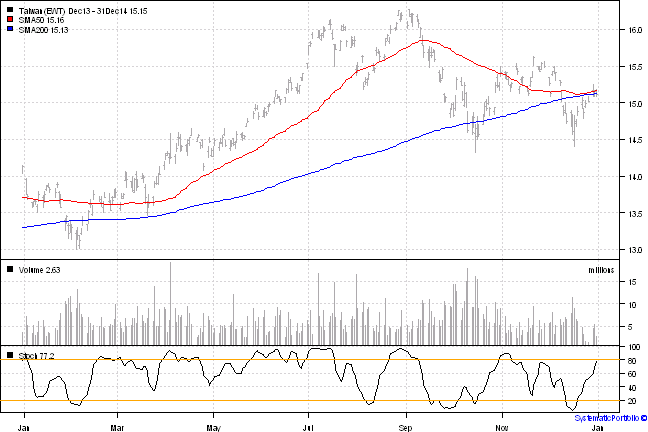 Taiwan (EWT) Dec13 - 31Dec14 15.15
SMA50 15.16
SMA200 15.13
16.0
15.5
15.0
14.5
14.0
13.5
13.0
Volume 2.63
millions
15
10
5
Stoch 77.2
100
80
60
40
20
Jan
Mar
May
Jul
Sep
Nov
Jan
SystematicPortfolio ©